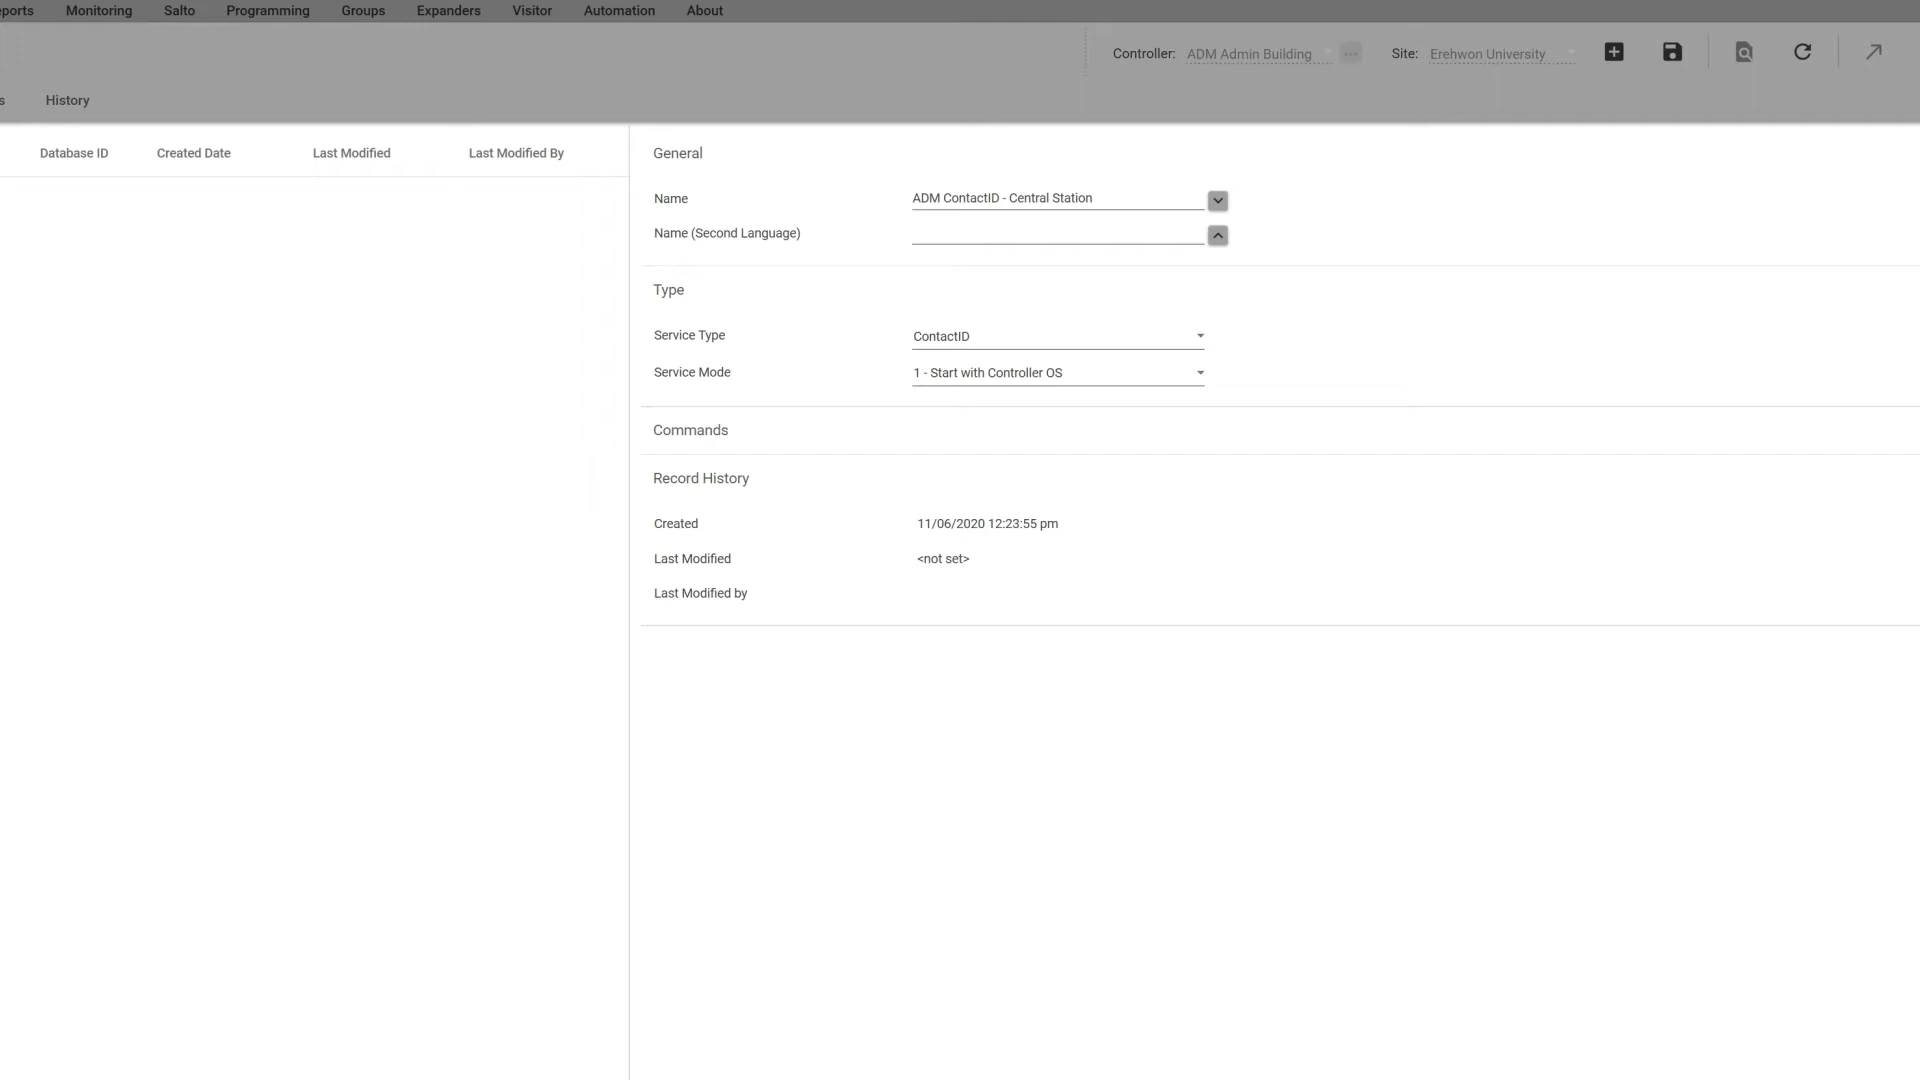 Monitoring Salto Programming Groups Expanders Visitor Automation About
Controller: ADM Admin Building Site: Erehwon University
History
Database ID Created Date Last Modified Last Modified By
General
Name ADM ContactID - Central Station
Name (Second Language)
Type
Service Type ContactID
Service Mode 1 - Start with Controller OS
Commands
Record History
Created 11/06/2020 12:23:55 pm
Last Modified <not set>
Last Modified by